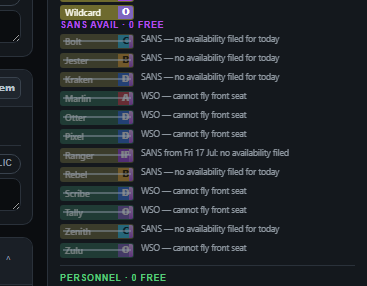 Wildcard O
SANS AVAIL · 0 FREE
Bolt C SANS — no availability filed for today
Jester B SANS — no availability filed for today
Kraken D SANS — no availability filed for today
Marlin A WSO — cannot fly front seat
Otter D WSO — cannot fly front seat
Pixel D WSO — cannot fly front seat
Ranger SANS from Fri 17 Jul: no availability filed
Rebel B SANS — no availability filed for today
Scribe D WSO — cannot fly front seat
Tally O WSO — cannot fly front seat
Zenith C SANS — no availability filed for today
Zulu O WSO — cannot fly front seat
PERSONNEL · 0 FREE
em
LIC
^